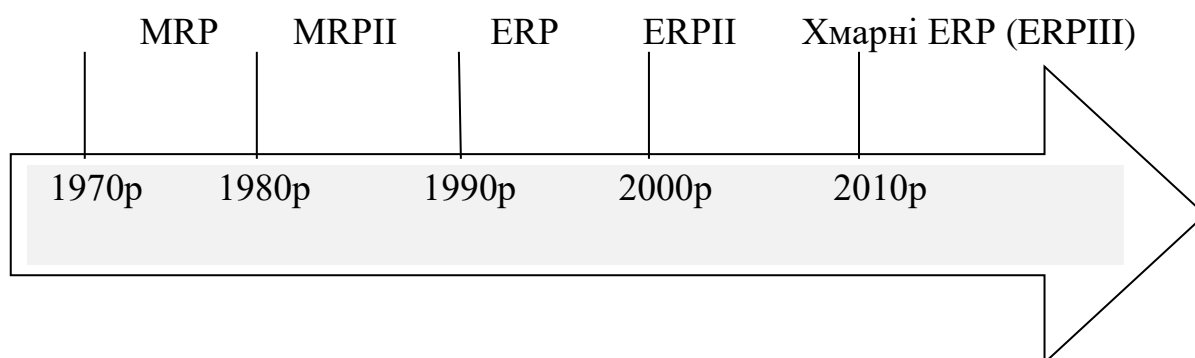 MRP MRPII ERP ERPII Хмарні ERP (ERPIII)
1970р 1980р 1990р 2000р 2010р